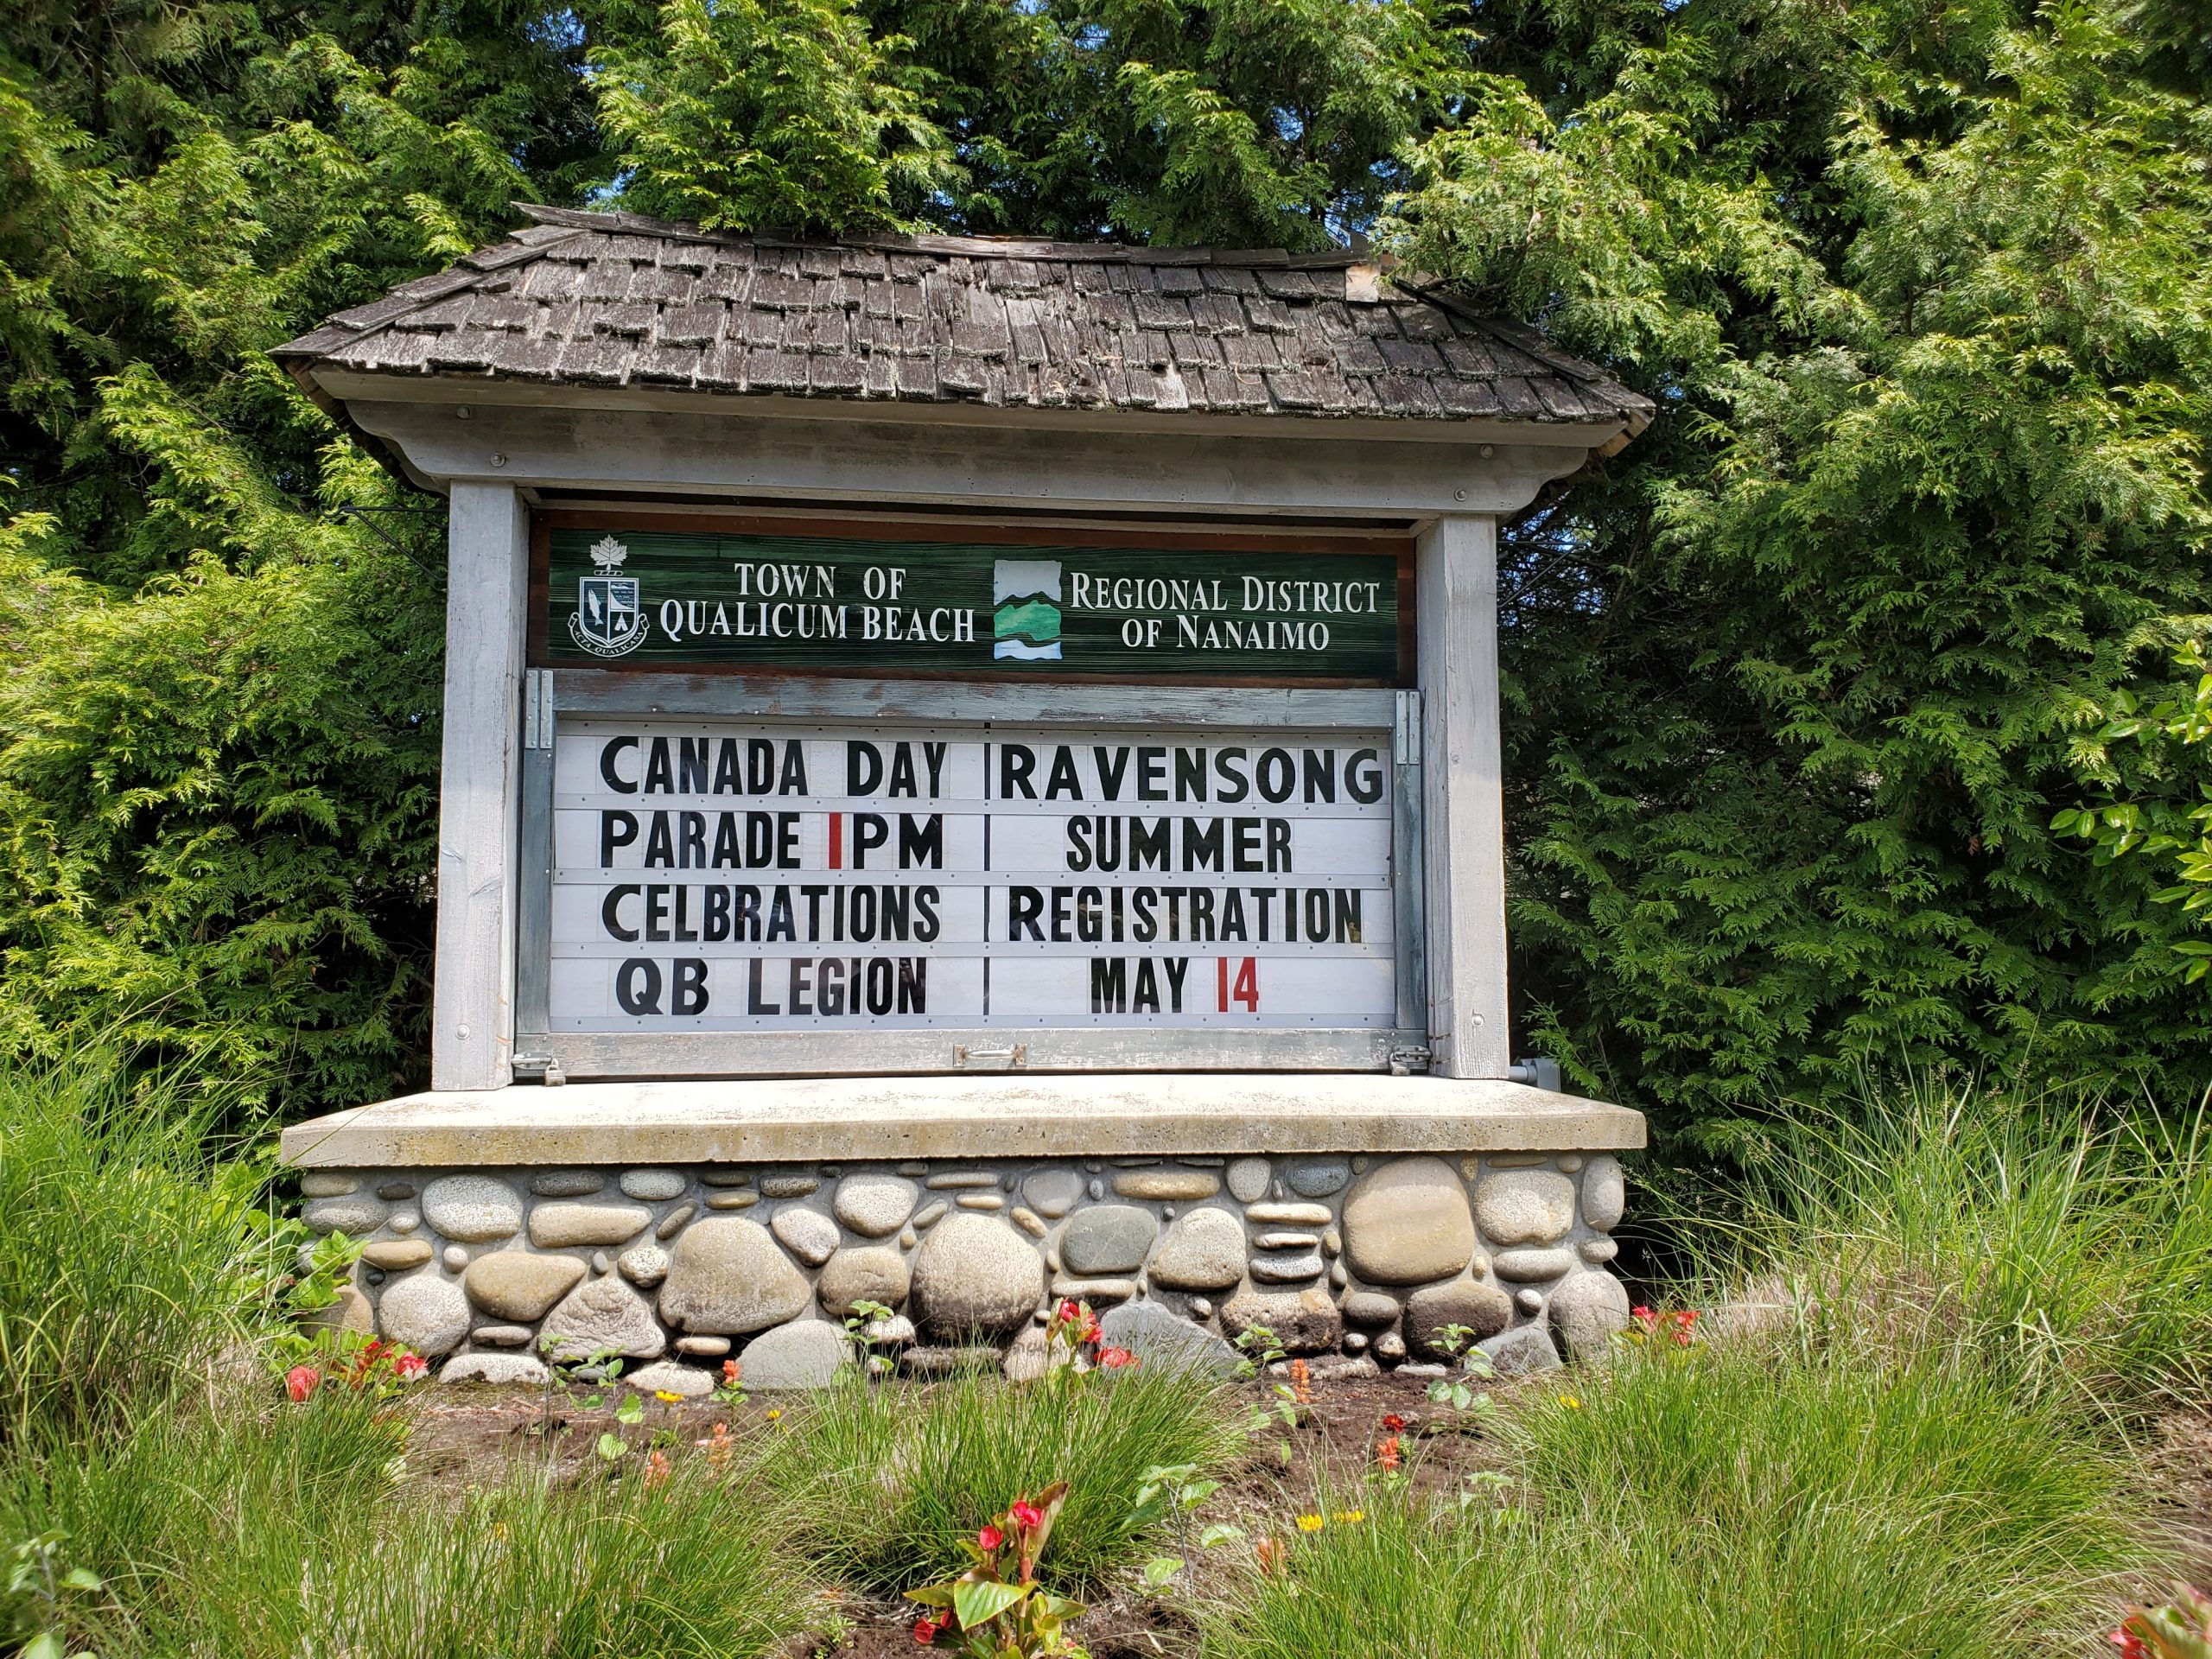 TOWN OF
QUALICUM BEACH
REGIONAL DISTRICT
OF NANAIMO
CANADA DAY
PARADE 1PM
CELBRATIONS
QB LEGION
RAVENSONG
SUMMER
REGISTRATION
MAY 14